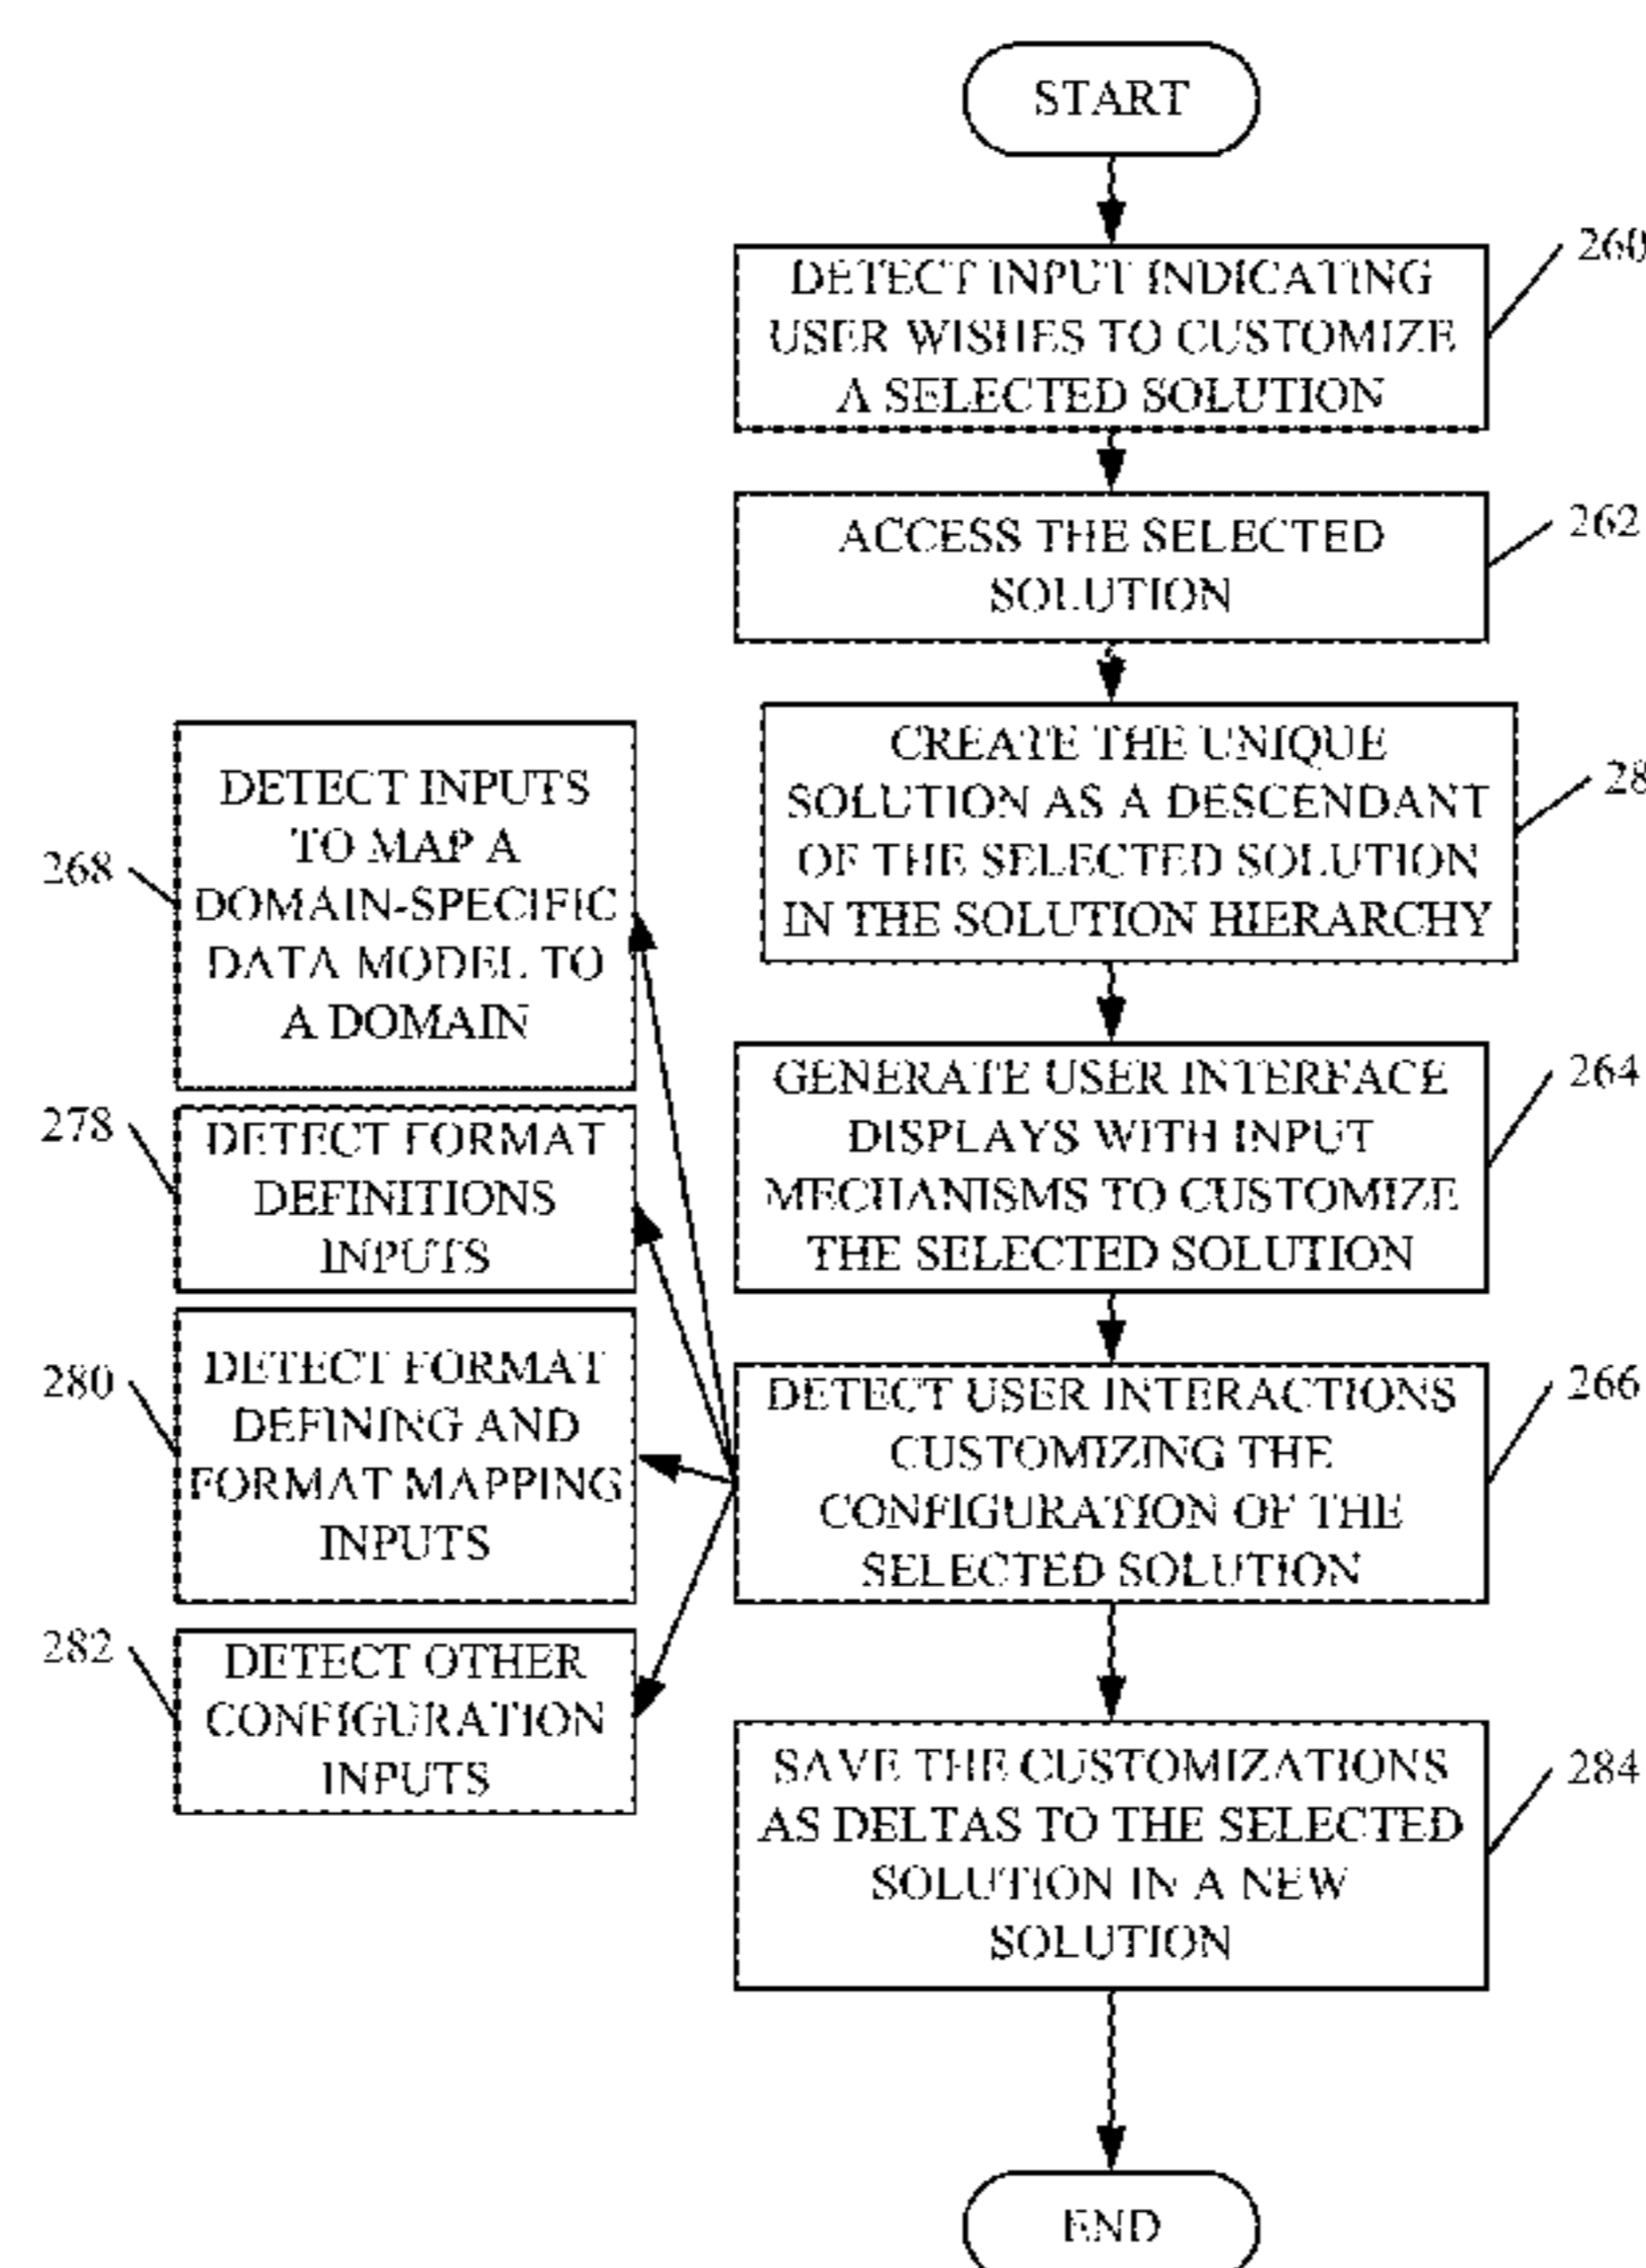 START
DETECT INPUT INDICATING
USER WISHES TO CUSTOMIZE
A SELECTED SOLUTION
260
ACCESS THE SELECTED
SOLUTION
262
CREATE THE UNIQUE
SOLUTION AS A DESCENDANT
OF THE SELECTED SOLUTION
IN THE SOLUTION HIERARCHY
28
GENERATE USER INTERFACE
DISPLAYS WITH INPUT
MECHANISMS TO CUSTOMIZE
THE SELECTED SOLUTION
264
DETECT USER INTERACTIONS
CUSTOMIZING THE
CONFIGURATION OF THE
SELECTED SOLUTION
266
268
DETECT INPUTS
TO MAP A
DOMAIN-SPECIFIC
DATA MODEL TO
A DOMAIN
278
DETECT FORMAT
DEFINITIONS
INPUTS
280
DETECT FORMAT
DEFINING AND
FORMAT MAPPING
INPUTS
282
DETECT OTHER
CONFIGURATION
INPUTS
SAVE THE CUSTOMIZATIONS
AS DELTAS TO THE SELECTED
SOLUTION IN A NEW
SOLUTION
284
END